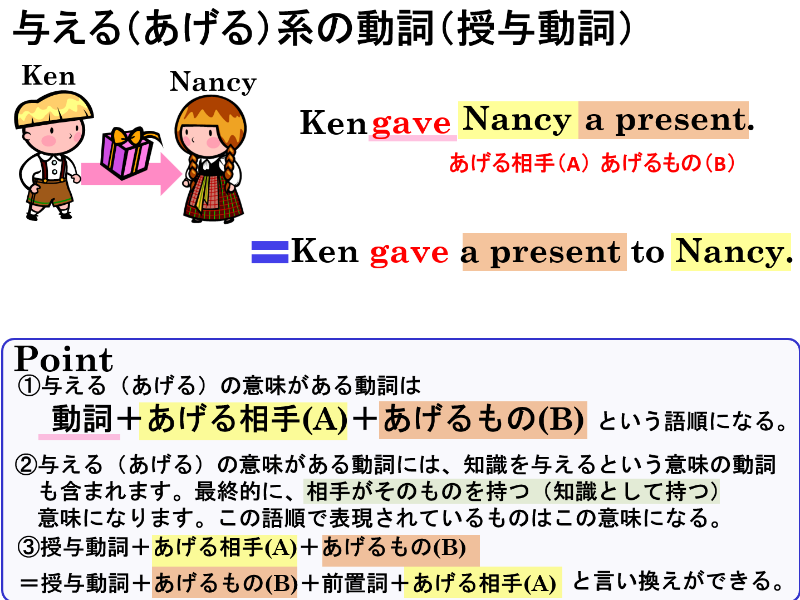 与える（あげる）系の動詞（授与動詞）
Ken
Nancy
Ken gave Nancy a present.
あげる相手（A） あげるもの（B）
=Ken gave a present to Nancy.
Point
①与える（あげる）の意味がある動詞は
動詞＋あげる相手(A)＋あげるもの(B) という語順になる。
②与える（あげる）の意味がある動詞には、知識を与えるという意味の動詞
も含まれます。最終的に、相手がそのものを持つ（知識として持つ）
意味になります。この語順で表現されているものはこの意味になる。
③授与動詞＋あげる相手(A)＋あげるもの(B)
＝授与動詞＋あげるもの(B)＋前置詞＋あげる相手(A) と言い換えができる。